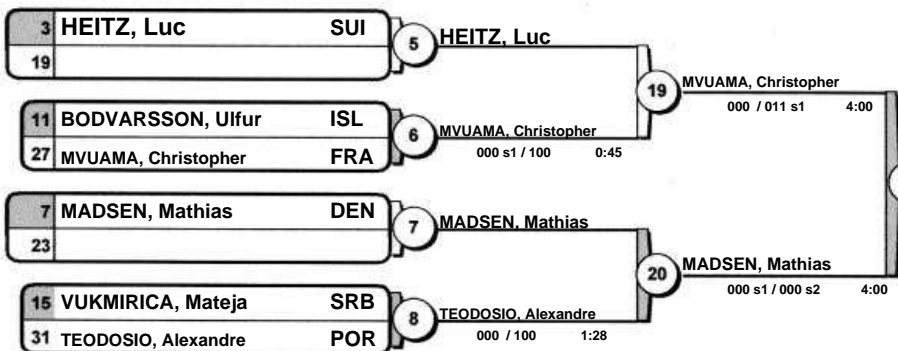 3 HEITZ, Luc SUI
19
5
HEITZ, Luc
11 BODVARSSON, Ulfur ISL
27 MVUAMA, Christopher FRA
6
MVUAMA, Christopher
000 s1 / 100 0:45
19
MVUAMA, Christopher
000 / 011 s1 4:00
7 MADSEN, Mathias DEN
23
7
MADSEN, Mathias
15 VUKMIRICA, Mateja SRB
31 TEODOSIO, Alexandre POR
8
TEODOSIO, Alexandre
000 / 100 1:28
20
MADSEN, Mathias
000 s1 / 000 s2 4:00